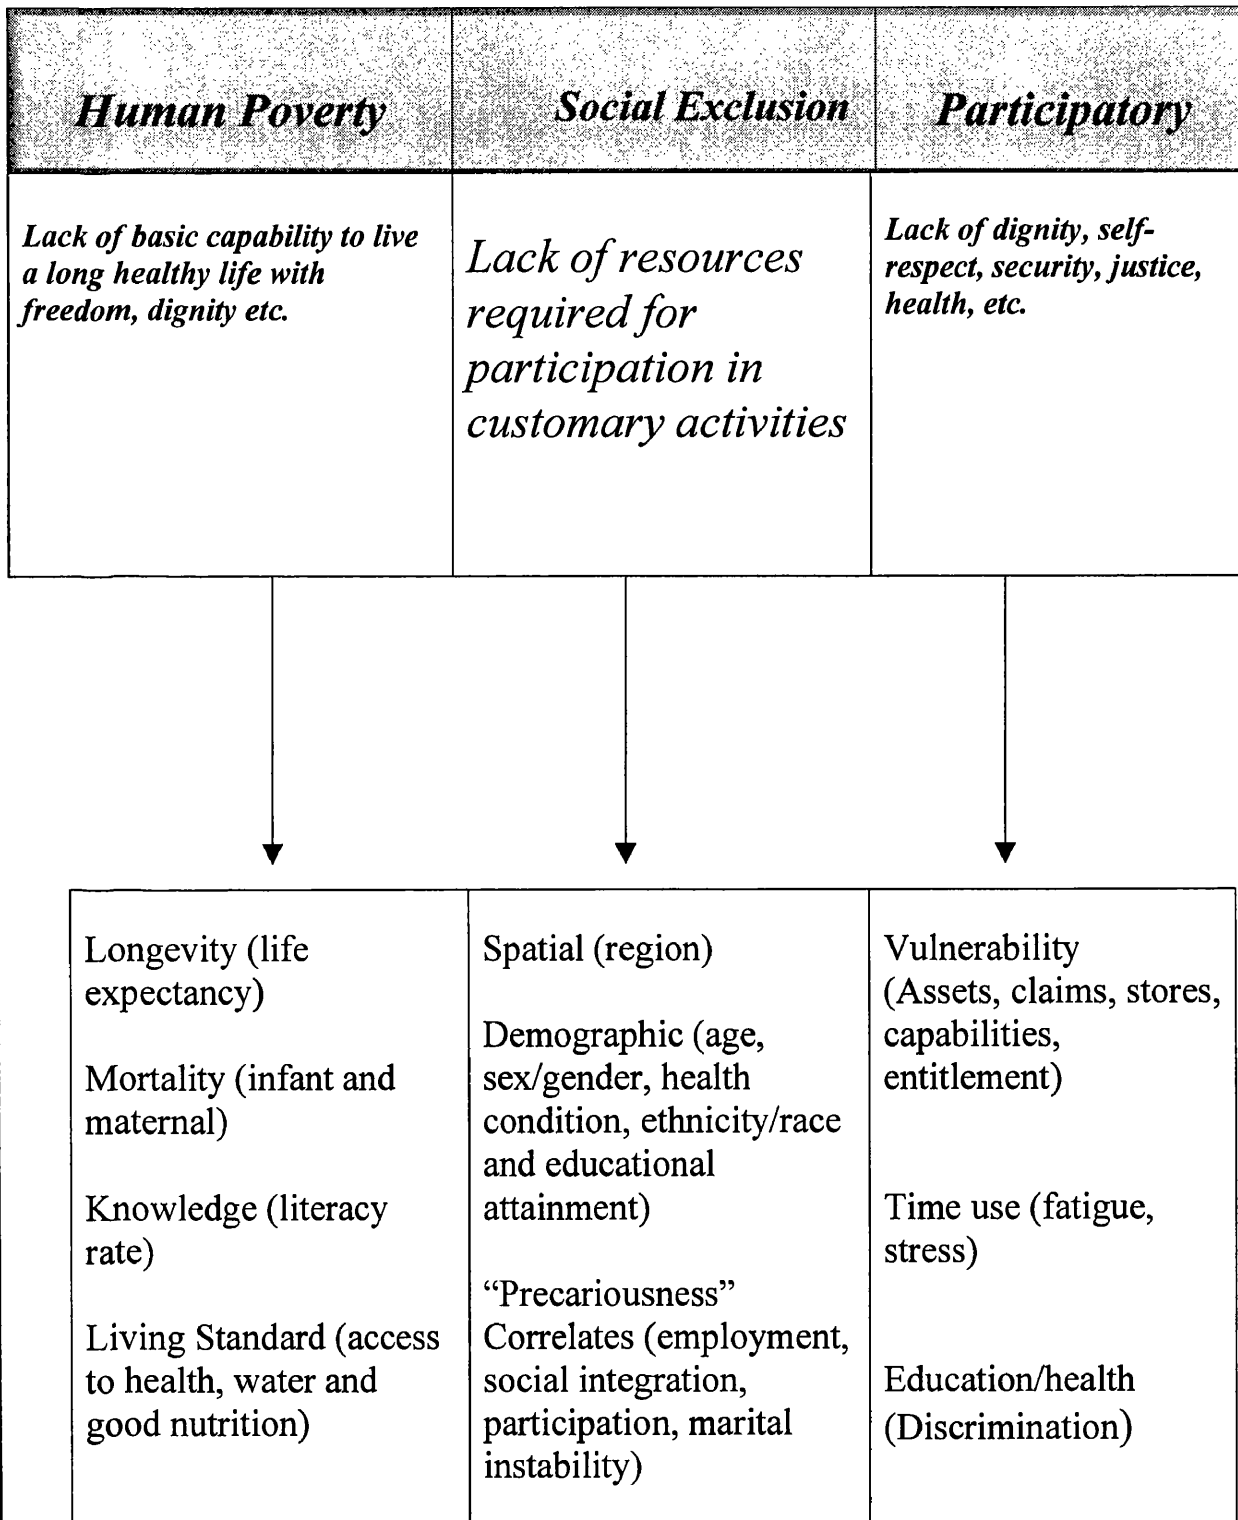 Human Poverty
Social Exclusion
Participatory
Lack of basic capability to live
a long healthy life with
freedom, dignity etc.
Lack of resources
required for
participation in
customary activities
Lack of dignity, self-
respect, security, justice,
health, etc.
Longevity (life
expectancy)
Mortality (infant and
maternal)
Knowledge (literacy
rate)
Living Standard (access
to health, water and
good nutrition)
Spatial (region)
Demographic (age,
sex/gender, health
condition, ethnicity/race
and educational
attainment)
“Precariousness”
Correlates (employment,
social integration,
participation, marital
instability)
Vulnerability
(Assets, claims, stores,
capabilities,
entitlement)
Time use (fatigue,
stress)
Education/health
(Discrimination)